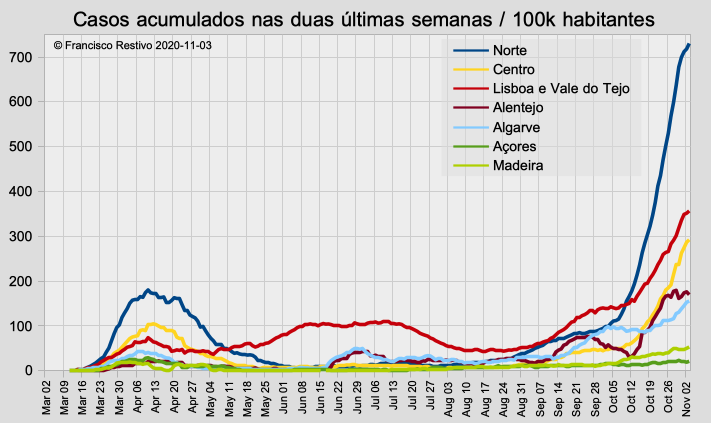 Casos acumulados nas duas últimas semanas / 100k habitantes
© Francisco Restivo 2020-11-03
Norte
Centro
Lisboa e Vale do Tejo
Alentejo
Algarve
Açores
Madeira
700
600
500
400
300
200
100
0
Mar 02
Mar 09
Mar 16
Mar 23
Mar 30
Apr 06
Apr 13
Apr 20
Apr 27
May 04
May 11
May 18
May 25
Jun 01
Jun 08
Jun 15
Jun 22
Jun 29
Jul 06
Jul 13
Jul 20
Jul 27
Aug 03
Aug 10
Aug 17
Aug 24
Aug 31
Sep 07
Sep 14
Sep 21
Sep 28
Oct 05
Oct 12
Oct 19
Oct 26
Nov 02